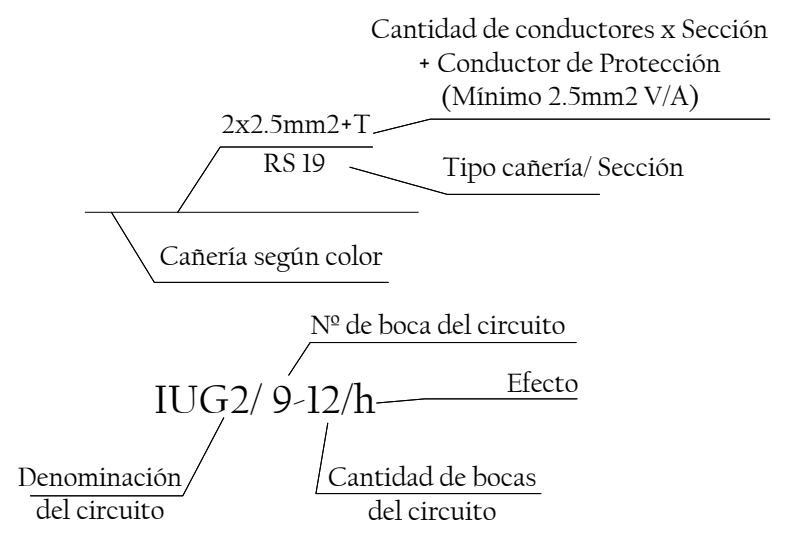 Cantidad de conductores x Sección
+ Conductor de Protección
(Mínimo 2.5mm2 V/A)
2x2.5mm2+T
RS 19
Tipo cañería/ Sección
Cañería según color
Nº de boca del circuito
IUG2/ 9-12/h
Efecto
Denominación
del circuito
Cantidad de bocas
del circuito